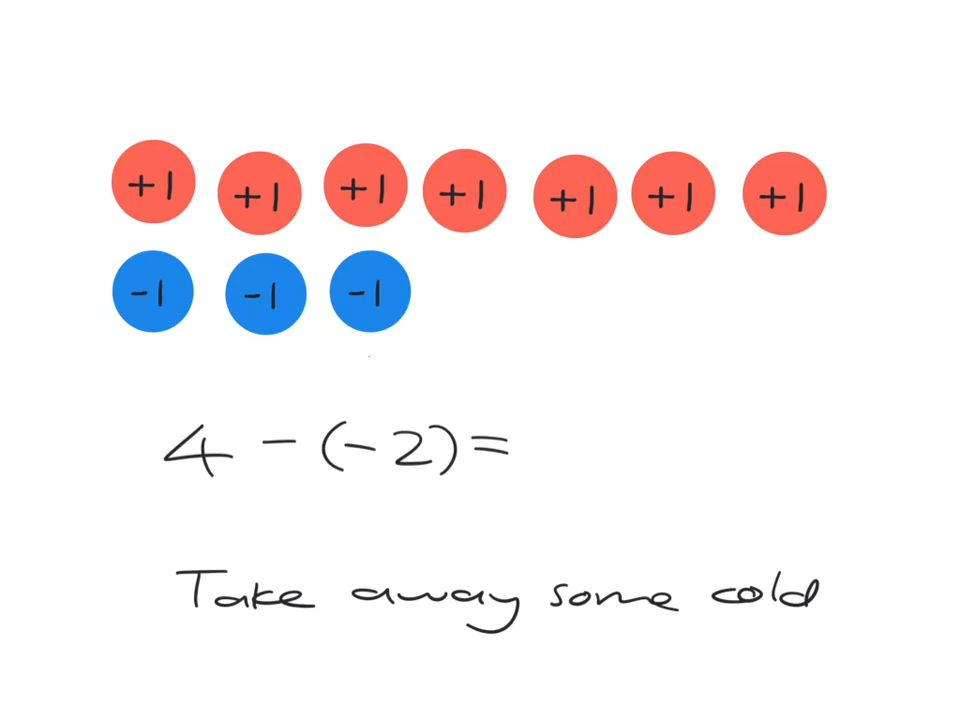 +1 +1 +1 +1 +1 +1 +1
-1 -1 -1
4 - (-2) =
Take away some cold